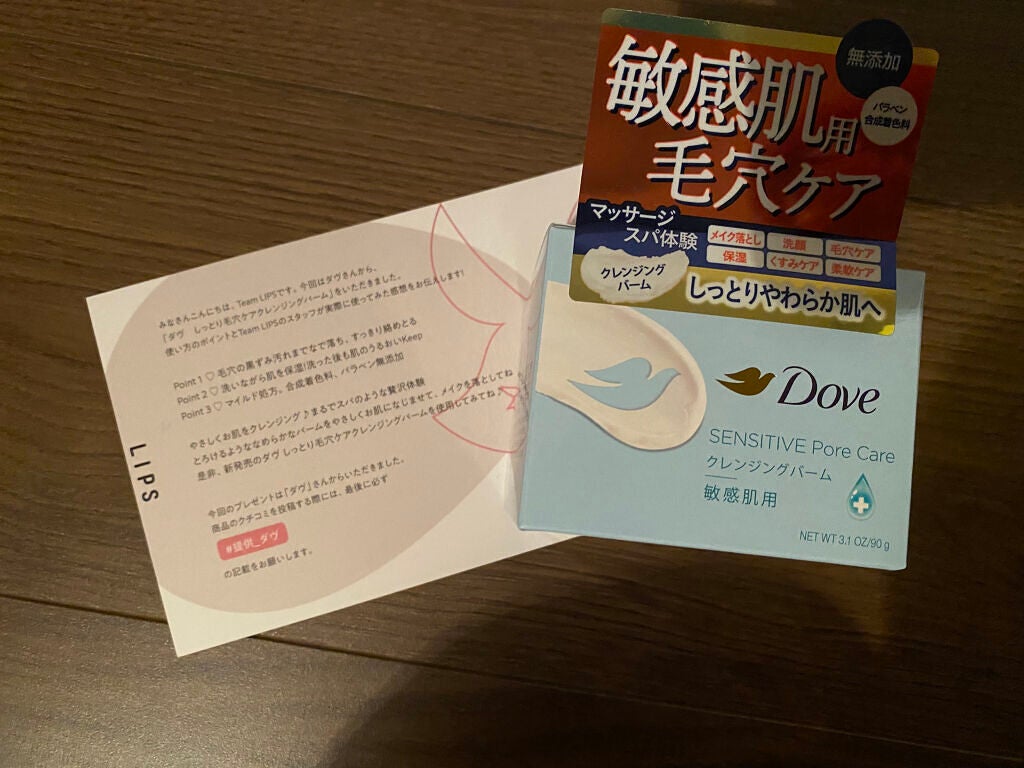 みなさんこんにちは、Team LIPSです。今回はダヴさんから、
「ダヴ　しっとり毛穴ケアクレンジングバーム」をいただきました。
使い方のポイントとTeam LIPSのスタッフが実際に使ってみた感想をお伝えします!
Point 1 ♡ 毛穴の黒ずみ汚れまでなで落ち、すっきり絡めとる
Point 2 ♡ 洗いながら肌を保湿!洗った後も肌のうるおいKeep
Point 3 ♡ マイルド処方。合成着色料、パラベン無添加
やさしくお肌をクレンジング♪まるでスパのような贅沢体験
とろけるようななめらかなバームをやさしくお肌になじませて、メイクを落としてね
是非、新発売のダヴ しっとり毛穴ケアクレンジングバームを使用してみてね♪
今回のプレゼントは「ダヴ」さんからいただきました。
商品のクチコミを投稿する際には、最後に必ず
#提供_ダヴ
の記載をお願いします。
LIPS
無添加
パラベン
合成着色料
敏感肌用
毛穴ケア
マッサージ
スパ体験
メイク落とし 洗顔 毛穴ケア
保湿 くすみケア 柔軟ケア
クレンジング
バーム
しっとりやわらか肌へ
Dove
SENSITIVE Pore Care
クレンジングバーム
敏感肌用
NET WT 3.1 OZ/90 g